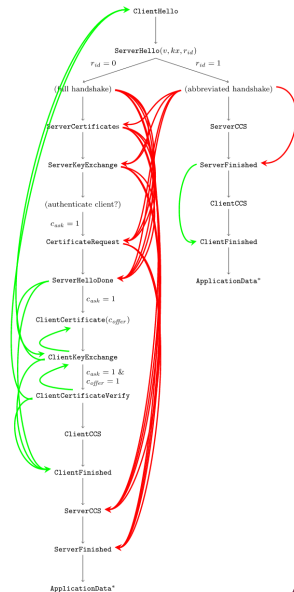 ClientHello
ServerHello(v, kx, r_id)
r_id = 0
r_id = 1
(full handshake)
(abbreviated handshake)
ServerCertificates
ServerCCS
ServerKeyExchange
ServerFinished
(authenticate client?)
ClientCCS
c_ask = 1
CertificateRequest
ClientFinished
ServerHelloDone
ApplicationData*
c_ask = 1
ClientCertificate(c_offer)
ClientKeyExchange
c_ask = 1 &
c_offer = 1
ClientCertificateVerify
ClientCCS
ClientFinished
ServerCCS
ServerFinished
ApplicationData*